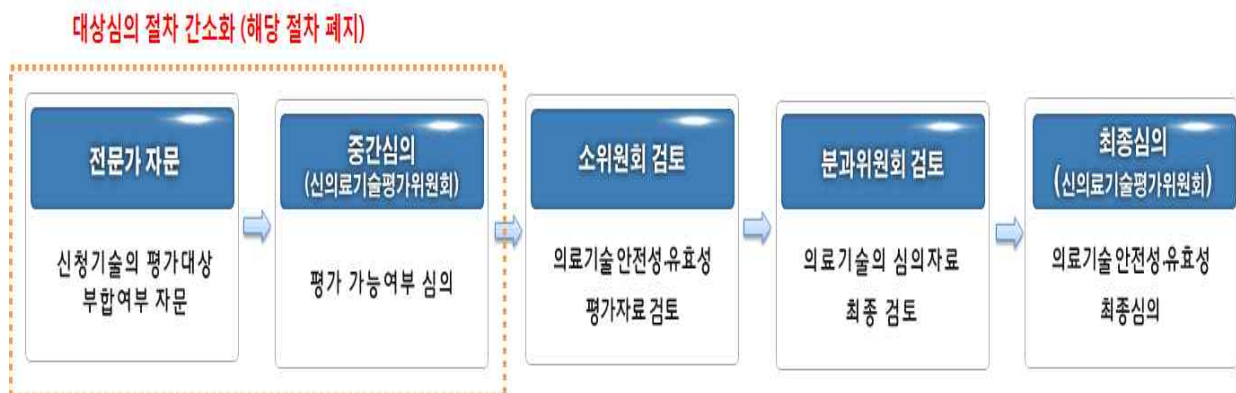 대상심의 절차 간소화 (해당 절차 폐지)
전문가 자문
신청기술의 평가대상
부합여부 자문
중간심의
(신의료기술평가위원회)
평가 가능여부 심의
소위원회 검토
의료기술 안전성·유효성
평가자료 검토
분과위원회 검토
의료기술의 심의자료
최종 검토
최종심의
(신의료기술평가위원회)
의료기술 안전성·유효성
최종심의